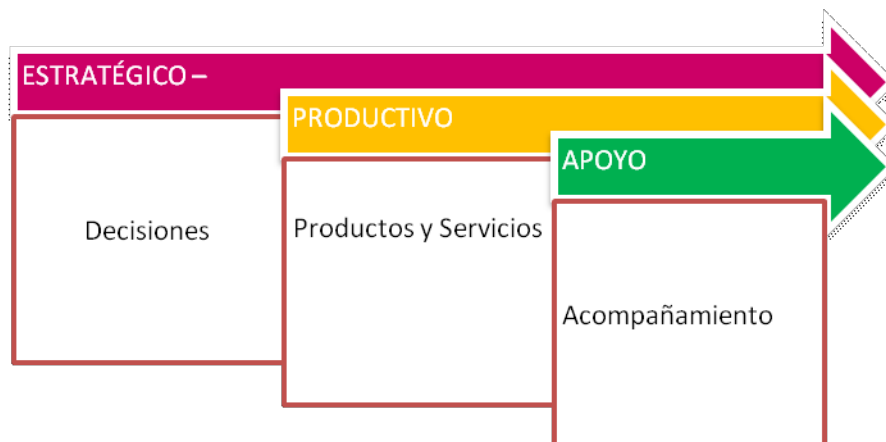 ESTRATÉGICO –
PRODUCTIVO
APOYO
Decisiones
Productos y Servicios
Acompañamiento